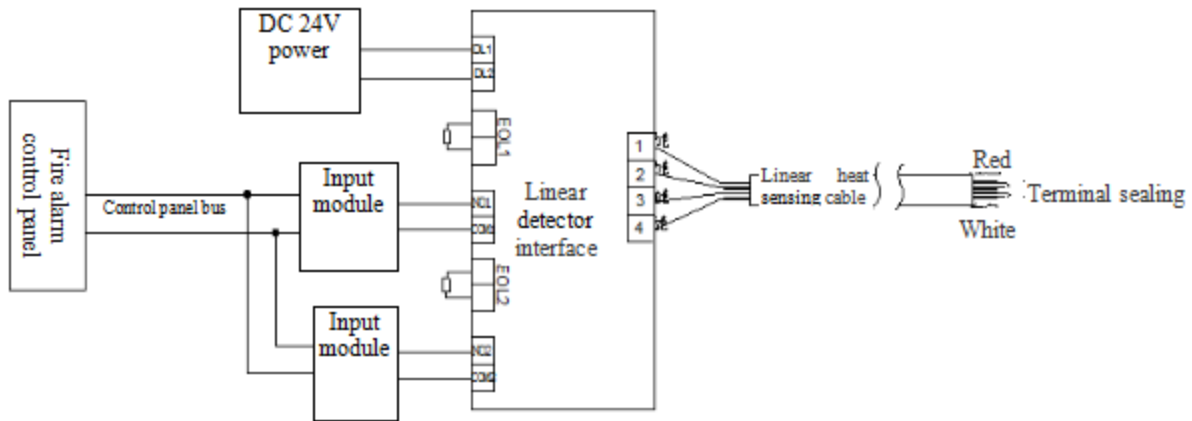 DC 24V
power
DL1
DL2
EOL1
Fire alarm
control panel
Control panel bus
Input
module
NO1
COM1
Linear
detector
interface
1
2
3
4
Linear heat
sensing cable
Red
White
Terminal sealing
EOL2
Input
module
NO2
COM2